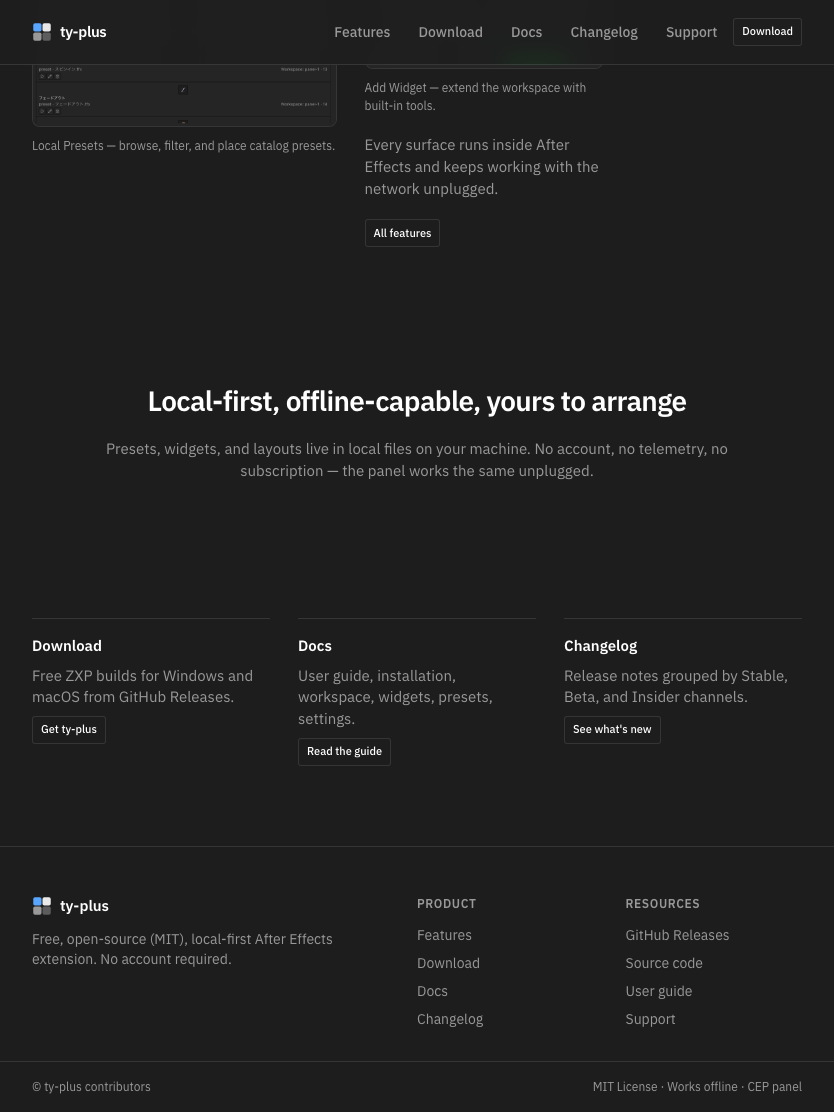 ty-plus
Features
Download
Docs
Changelog
Support
Download
フェードアウト
Local Presets — browse, filter, and place catalog presets.
Add Widget — extend the workspace with
built-in tools.
Every surface runs inside After
Effects and keeps working with the
network unplugged.
All features
Local-first, offline-capable, yours to arrange
Presets, widgets, and layouts live in local files on your machine. No account, no telemetry, no
subscription — the panel works the same unplugged.
Download
Free ZXP builds for Windows and
macOS from GitHub Releases.
Get ty-plus
Docs
User guide, installation,
workspace, widgets, presets,
settings.
Read the guide
Changelog
Release notes grouped by Stable,
Beta, and Insider channels.
See what's new
ty-plus
Free, open-source (MIT), local-first After Effects
extension. No account required.
PRODUCT
Features
Download
Docs
Changelog
RESOURCES
GitHub Releases
Source code
User guide
Support
© ty-plus contributors
MIT License · Works offline · CEP panel